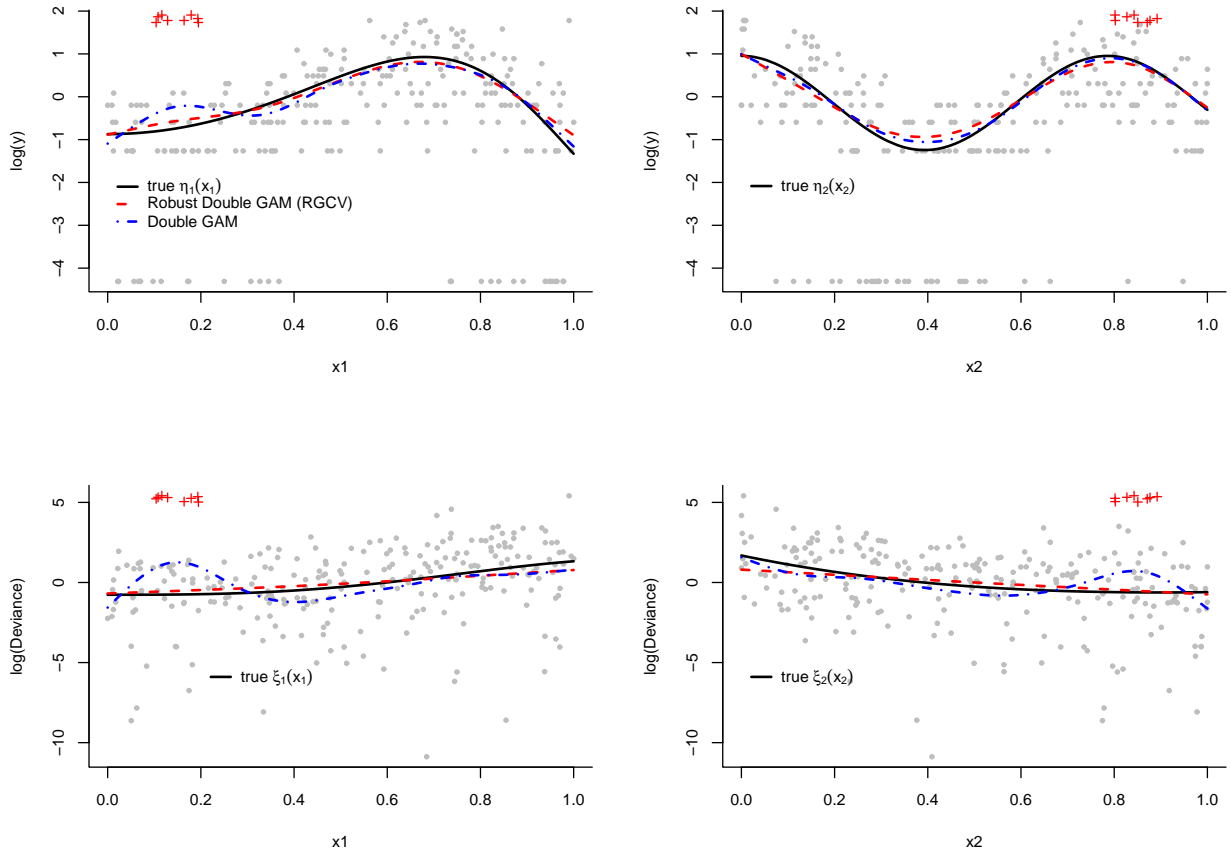 2
1
0
−1
−2
−3
−4
log(y)
true η₁(x₁)
Robust Double GAM (RGCV)
Double GAM
0.0 0.2 0.4 0.6 0.8 1.0
x1
2
1
0
−1
−2
−3
−4
log(y)
true η₂(x₂)
0.0 0.2 0.4 0.6 0.8 1.0
x2
5
0
−5
−10
log(Deviance)
true ξ₁(x₁)
0.0 0.2 0.4 0.6 0.8 1.0
x1
5
0
−5
−10
log(Deviance)
true ξ₂(x₂)
0.0 0.2 0.4 0.6 0.8 1.0
x2